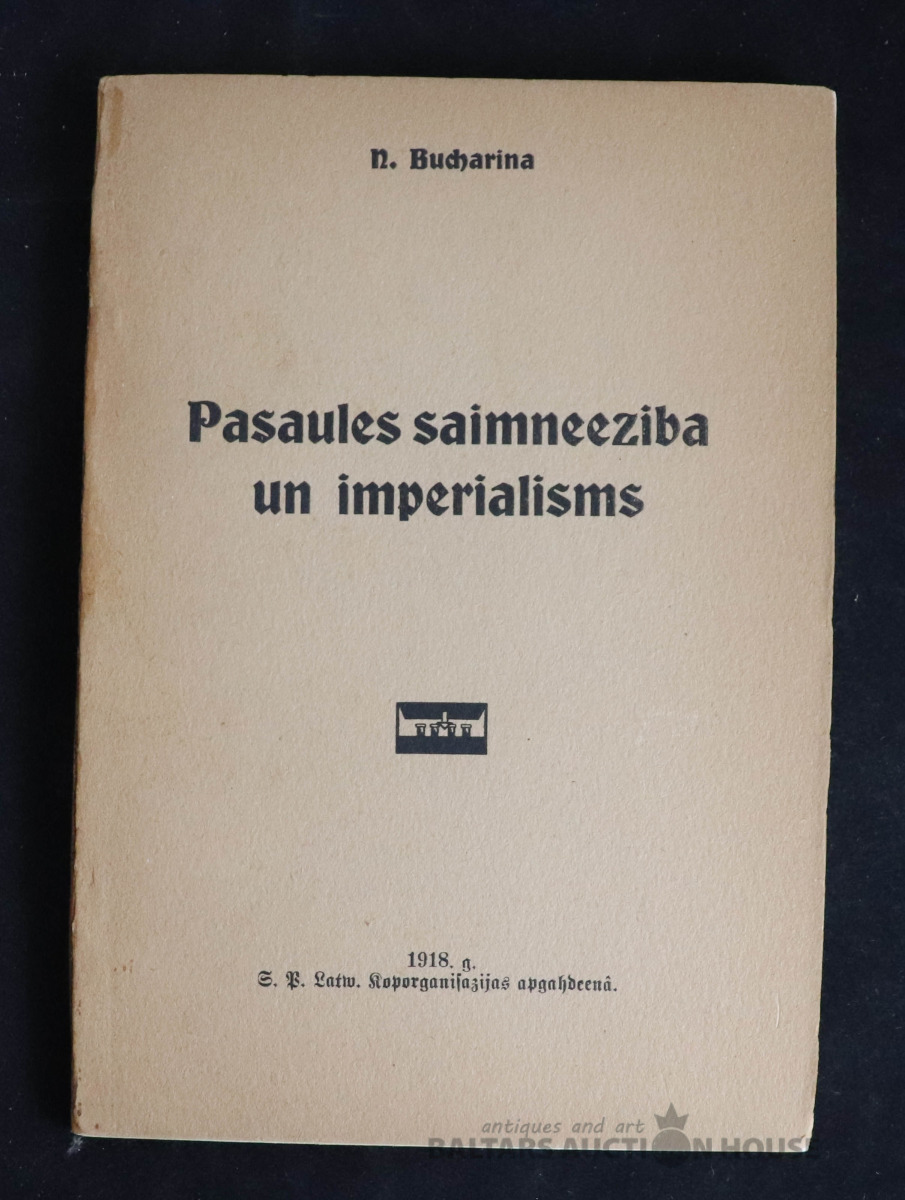 N. Bucharina
Pasaules saimneeziba
un imperialisms
1918. g.
S. P. Latw. Koporganiſazijas apgahdeenâ.
antiques and art
BALTARS AUCTION HOUSE